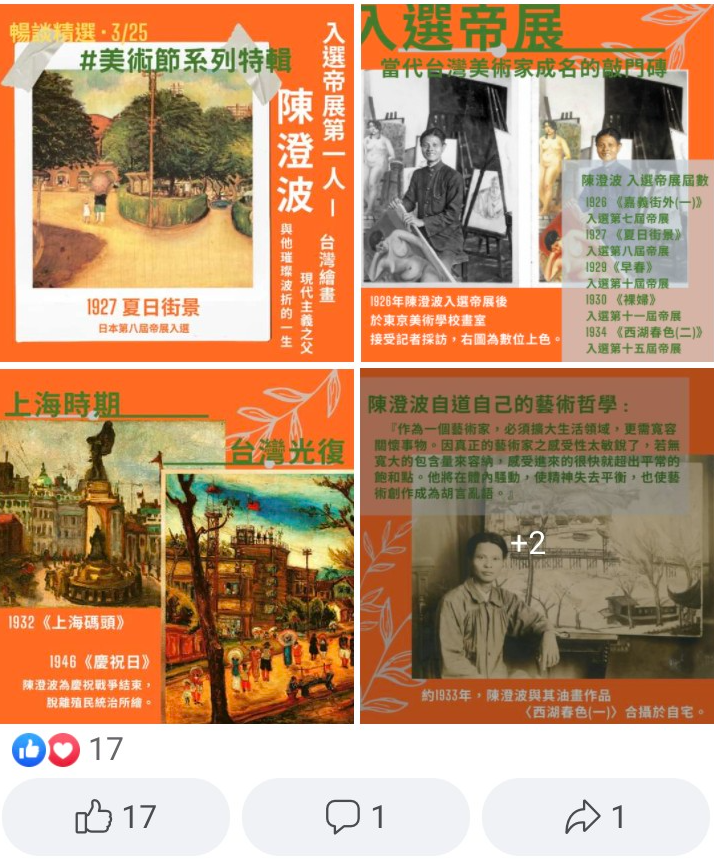 暢談精選·3/25
#美術節系列特輯
入選帝展第一人—
陳澄波
台灣繪畫
現代主義之父
與他璀璨波折的一生
1927 夏日街景
日本第八屆帝展入選
入選帝展
當代台灣美術家成名的敲門磚
陳澄波 入選帝展屆數
1926 《嘉義街外(一)》
入選第七屆帝展
1927 《夏日街景》
入選第八屆帝展
1929 《早春》
入選第十屆帝展
1930 《裸婦》
入選第十一屆帝展
1934 《西湖春色(二)》
入選第十五屆帝展
1926年陳澄波入選帝展後
於東京美術學校畫室
接受記者採訪，右圖為數位上色。
上海時期
台灣光復
1932《上海碼頭》
1946《慶祝日》
陳澄波為慶祝戰爭結束，
脫離殖民統治所繪。
陳澄波自道自己的藝術哲學：
『作為一個藝術家，必須擴大生活領域，更需寬容
關懷事物。因真正的藝術家之感受性太敏銳了，若無
寬大的包含量來容納，感受進來的很快就超出平常的
飽和點。他將在體內騷動，使精神失去平衡，也使藝
術創作成為胡言亂語。』
+2
約1933年，陳澄波與其油畫作品
〈西湖春色(一)〉合攝於自宅。
17
17
1
1